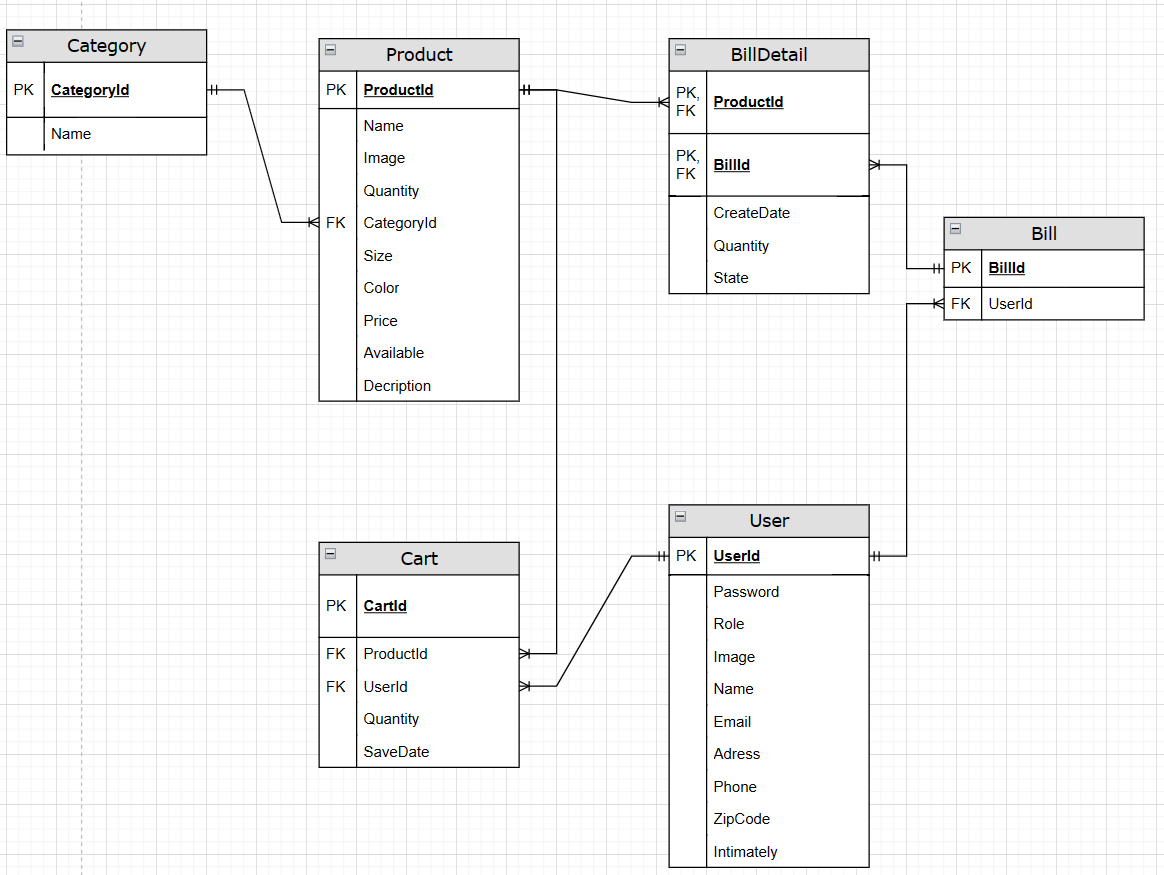 Category
PK CategoryId
Name
Product
PK ProductId
Name
Image
Quantity
FK CategoryId
Size
Color
Price
Available
Decription
BillDetail
PK,
FK
ProductId
PK,
FK
BillId
CreateDate
Quantity
State
Bill
PK BillId
FK UserId
Cart
PK CartId
FK ProductId
FK UserId
Quantity
SaveDate
User
PK UserId
Password
Role
Image
Name
Email
Adress
Phone
ZipCode
Intimately